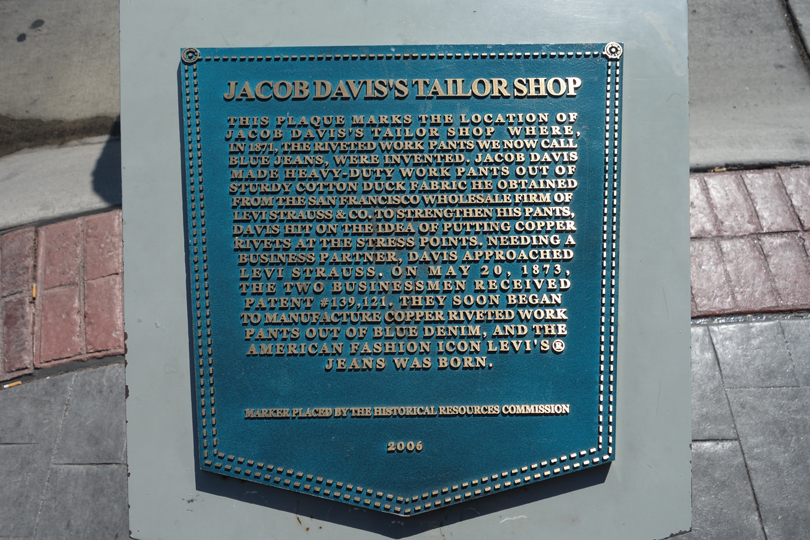 JACOB DAVIS'S TAILOR SHOP
THIS PLAQUE MARKS THE LOCATION OF
JACOB DAVIS'S TAILOR SHOP WHERE,
IN 1871, THE RIVETED WORK PANTS WE NOW CALL
BLUE JEANS, WERE INVENTED. JACOB DAVIS
MADE HEAVY-DUTY WORK PANTS OUT OF
STURDY COTTON DUCK FABRIC HE OBTAINED
FROM THE SAN FRANCISCO WHOLESALE FIRM OF
LEVI STRAUSS & CO. TO STRENGTHEN HIS PANTS,
DAVIS HIT ON THE IDEA OF PUTTING COPPER
RIVETS AT THE STRESS POINTS. NEEDING A
BUSINESS PARTNER, DAVIS APPROACHED
LEVI STRAUSS. ON MAY 20, 1873,
THE TWO BUSINESSMEN RECEIVED
PATENT #139,121. THEY SOON BEGAN
TO MANUFACTURE COPPER RIVETED WORK
PANTS OUT OF BLUE DENIM, AND THE
AMERICAN FASHION ICON LEVI'S®
JEANS WAS BORN.
MARKER PLACED BY THE HISTORICAL RESOURCES COMMISSION
2006